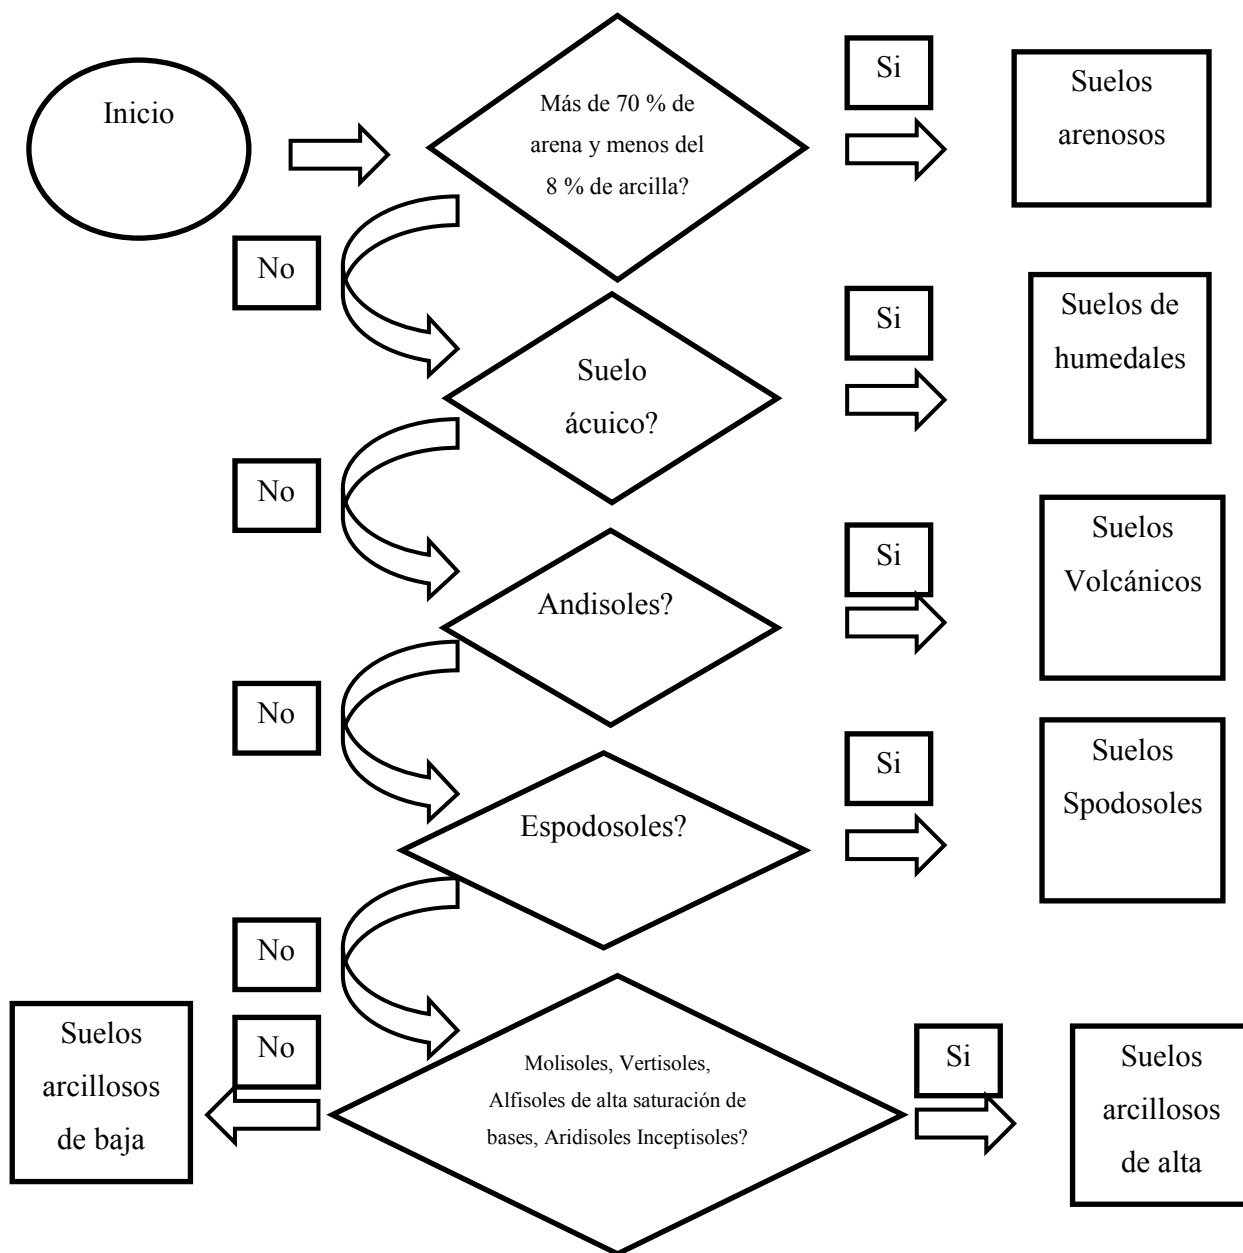 Inicio
Más de 70 % de
arena y menos del
8 % de arcilla?
Si
Suelos
arenosos
No
Suelo
ácuico?
Si
Suelos de
humedales
No
Andisoles?
Si
Suelos
Volcánicos
No
Espodosoles?
Si
Suelos
Spodosoles
No
Molisoles, Vertisoles,
Alfisoles de alta saturación de
bases, Aridisoles Inceptisoles?
No
Suelos
arcillosos
de baja
Si
Suelos
arcillosos
de alta